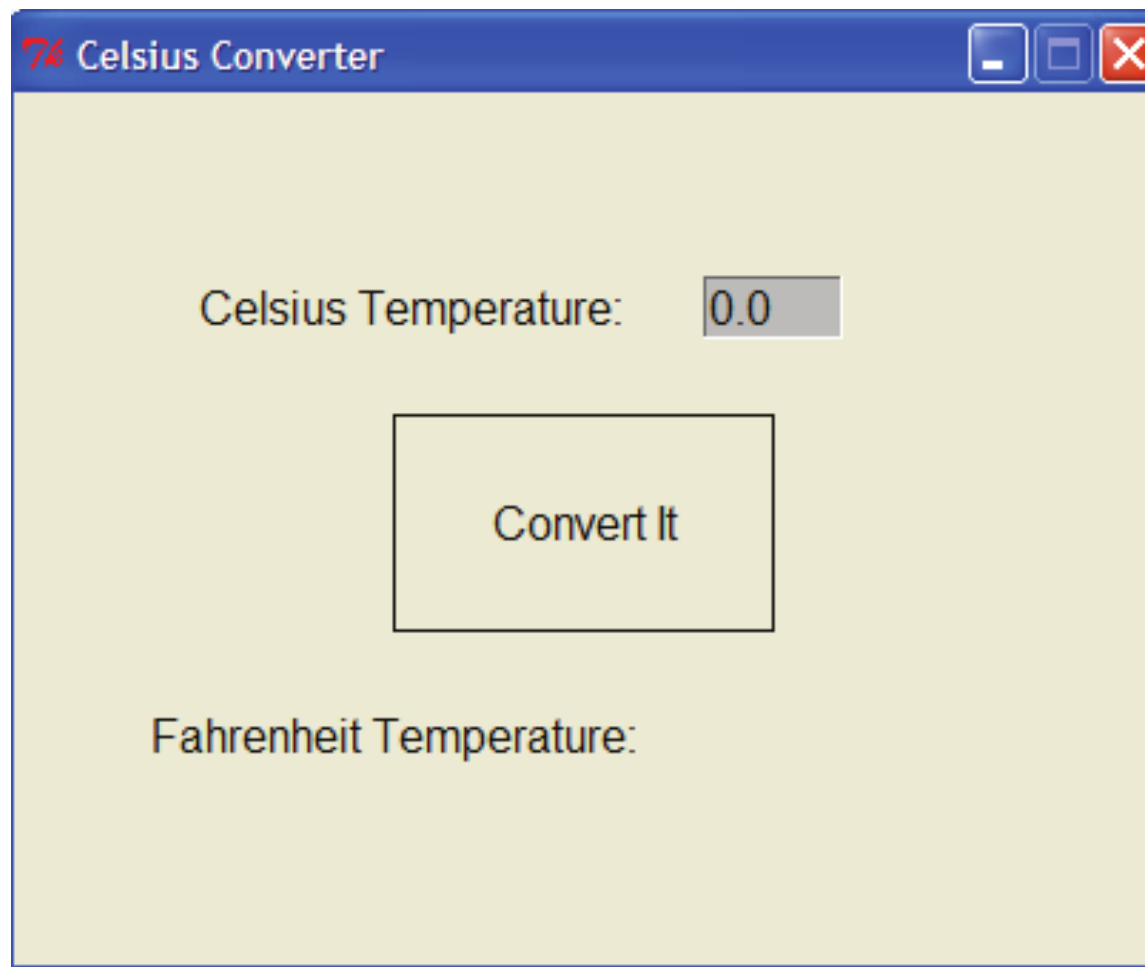 Celsius Converter
Celsius Temperature: 0.0
Convert It
Fahrenheit Temperature: